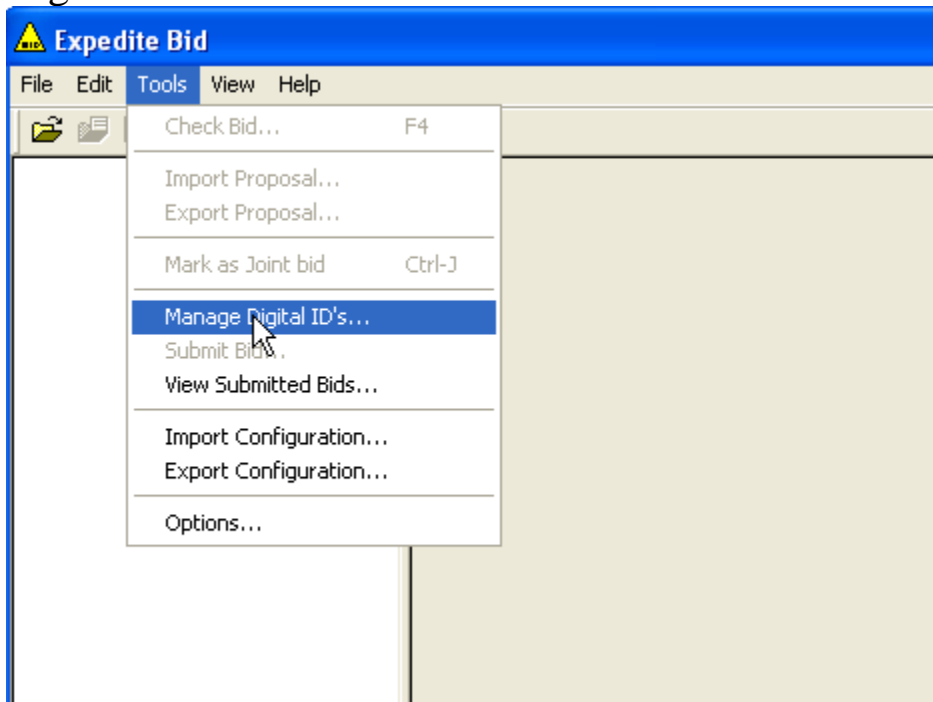 Expedite Bid
File Edit Tools View Help
Check Bid... F4
Import Proposal...
Export Proposal...
Mark as Joint bid Ctrl-J
Manage Digital ID's...
Submit Bid...
View Submitted Bids...
Import Configuration...
Export Configuration...
Options...